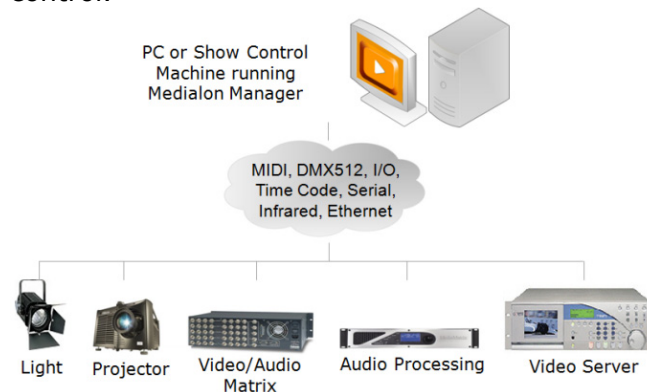 control.
PC or Show Control
Machine running
Medialon Manager
MIDI, DMX512, I/O,
Time Code, Serial,
Infrared, Ethernet
Light
Projector
Video/Audio
Matrix
Audio Processing
Video Server